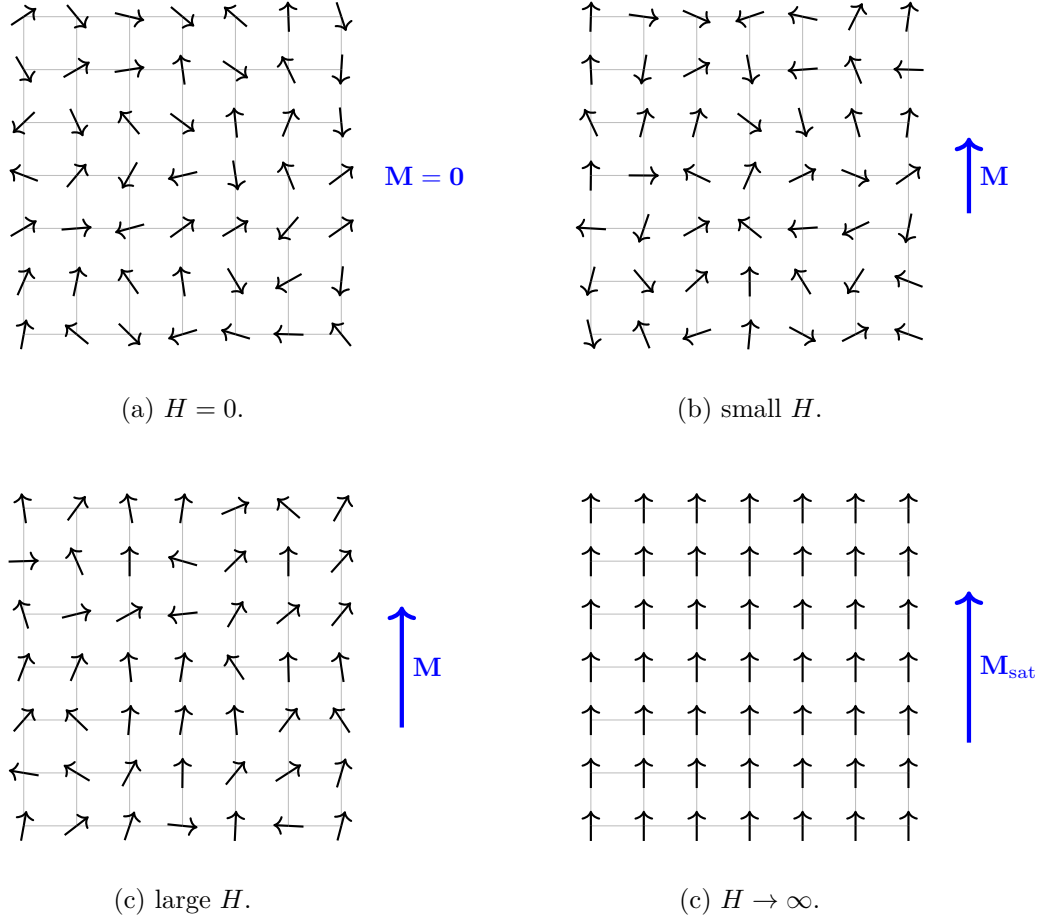 M = 0
M
(a) H = 0.
(b) small H.
M
M_sat
(c) large H.
(c) H → ∞.